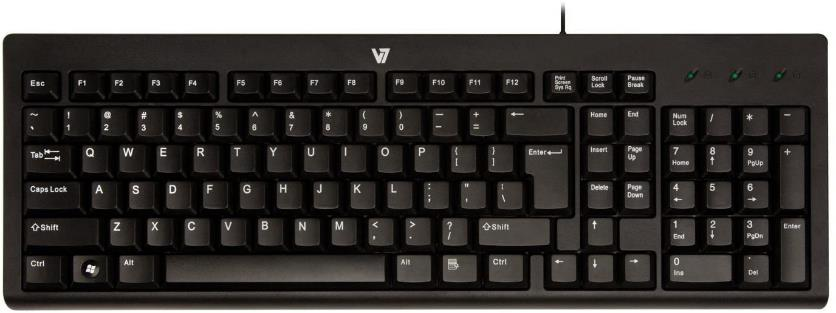 V7
Esc F1 F2 F3 F4 F5 F6 F7 F8 F9 F10 F11 F12 Print Screen Sys Rq Scroll Lock Pause Break
~ ` ! 1 @ 2 # 3 $ 4 % 5 ^ 6 & 7 * 8 ( 9 ) 0 — - + = ← Home End Num Lock / * -
Tab Q W E R T Y U I O P { [ } ] Enter Insert Page Up 7 Home 8 ↑ 9 PgUp +
Caps Lock A S D F G H J K L : ; " ' | \ Delete Page Down 4 ← 5 6 →
⇧Shift Z X C V B N M < , > . ? / ⇧Shift ↑ 1 End 2 ↓ 3 PgDn Enter
Ctrl Alt Alt Ctrl ← ↓ → 0 Ins . Del